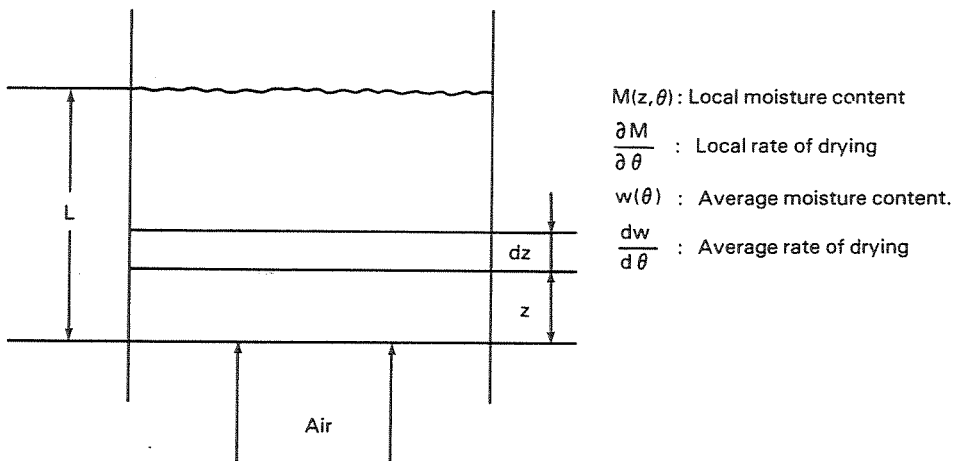 M(z,θ): Local moisture content
∂M/∂θ : Local rate of drying
w(θ) : Average moisture content.
dw/dθ : Average rate of drying
L
dz
z
Air